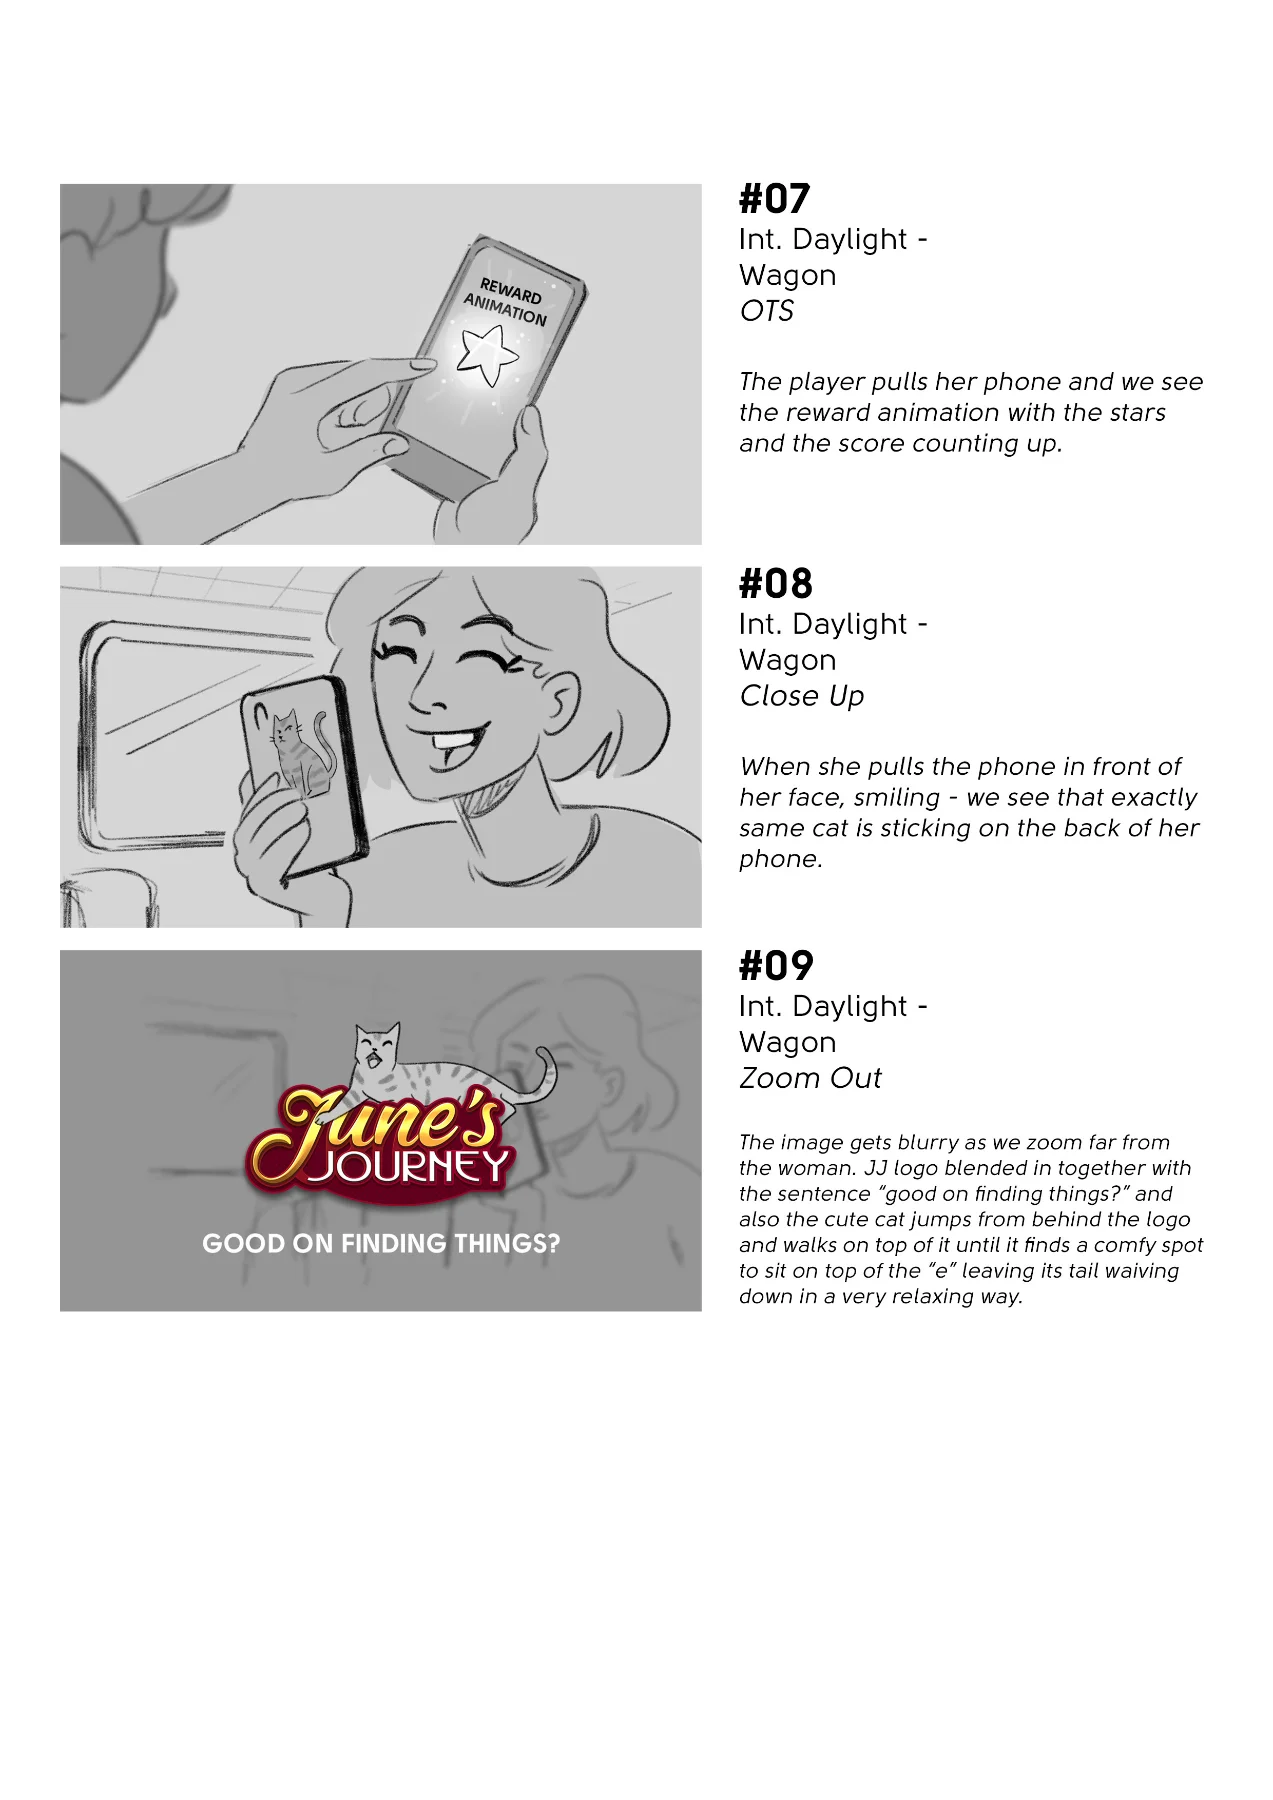 #07
Int. Daylight -
Wagon
OTS
The player pulls her phone and we see
the reward animation with the stars
and the score counting up.
REWARD
ANIMATION
#08
Int. Daylight -
Wagon
Close Up
When she pulls the phone in front of
her face, smiling - we see that exactly
same cat is sticking on the back of her
phone.
#09
Int. Daylight -
Wagon
Zoom Out
The image gets blurry as we zoom far from
the woman. JJ logo blended in together with
the sentence “good on finding things?” and
also the cute cat jumps from behind the logo
and walks on top of it until it finds a comfy spot
to sit on top of the “e” leaving its tail waiving
down in a very relaxing way.
June's
JOURNEY
GOOD ON FINDING THINGS?